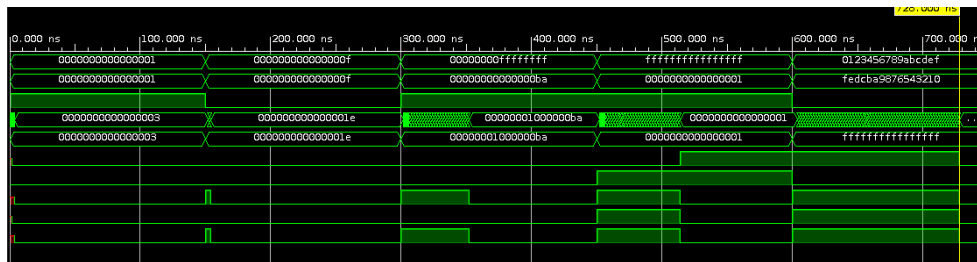 728.000 ns
0.000 ns 100.000 ns 200.000 ns 300.000 ns 400.000 ns 500.000 ns 600.000 ns 700.000
0000000000000001 000000000000000f 00000000ffffffff ffffffffffffffff 0123456789abcdef
0000000000000001 000000000000000f 00000000000000ba 0000000000000001 fedcba9876543210
0000000000000003 000000000000001e 00000001000000ba 0000000000000001 ..
0000000000000003 000000000000001e 00000001000000ba 0000000000000001 ffffffffffffffff